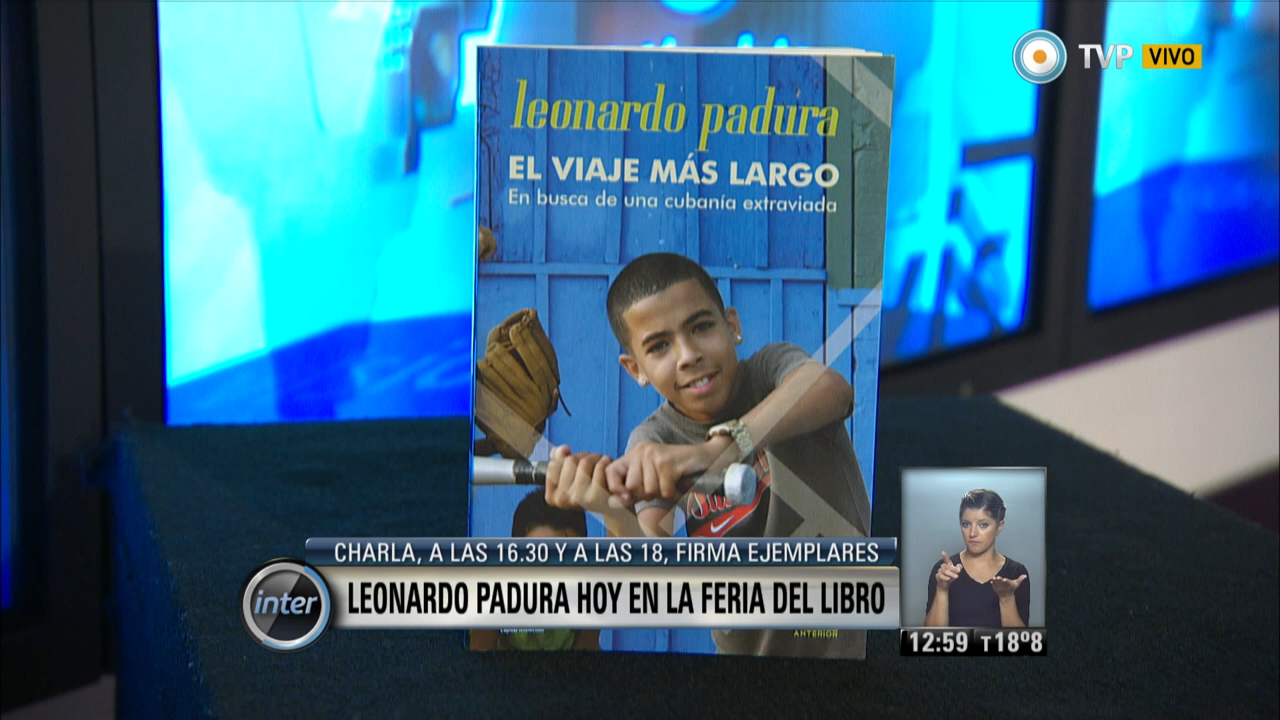 TVP VIVO
leonardo padura
EL VIAJE MÁS LARGO
En busca de una cubanía extraviada
CHARLA, A LAS 16.30 Y A LAS 18, FIRMA EJEMPLARES
inter
LEONARDO PADURA HOY EN LA FERIA DEL LIBRO
ANTERIOR
12:59 T18º8